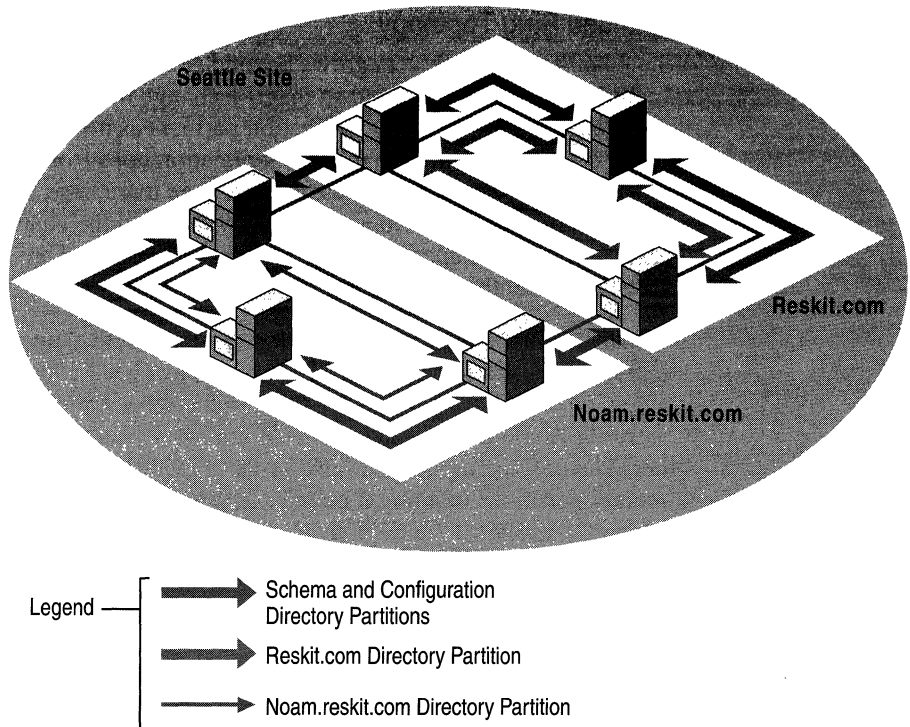 Seattle Site
Reskit.com
Noam.reskit.com
Legend
Schema and Configuration
Directory Partitions
Reskit.com Directory Partition
Noam.reskit.com Directory Partition